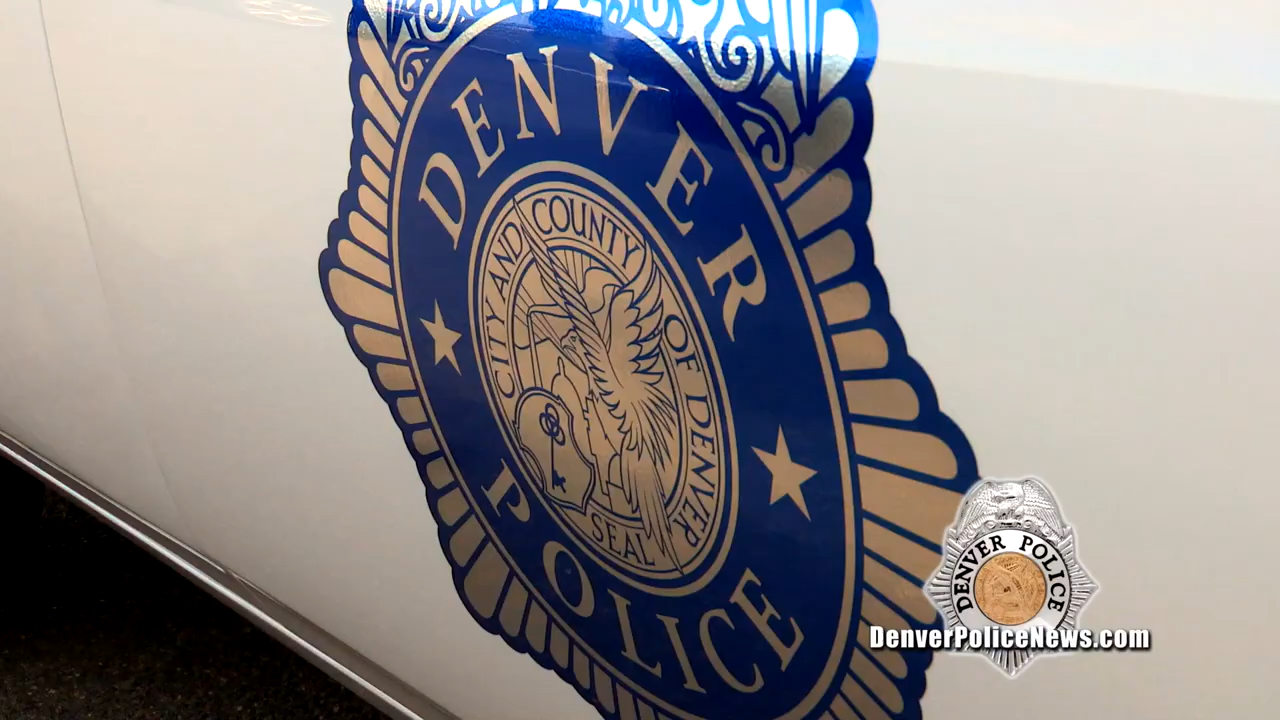 DENVER
CITY AND COUNTY OF DENVER
SEAL
POLICE
DENVER POLICE
DenverPoliceNews.com